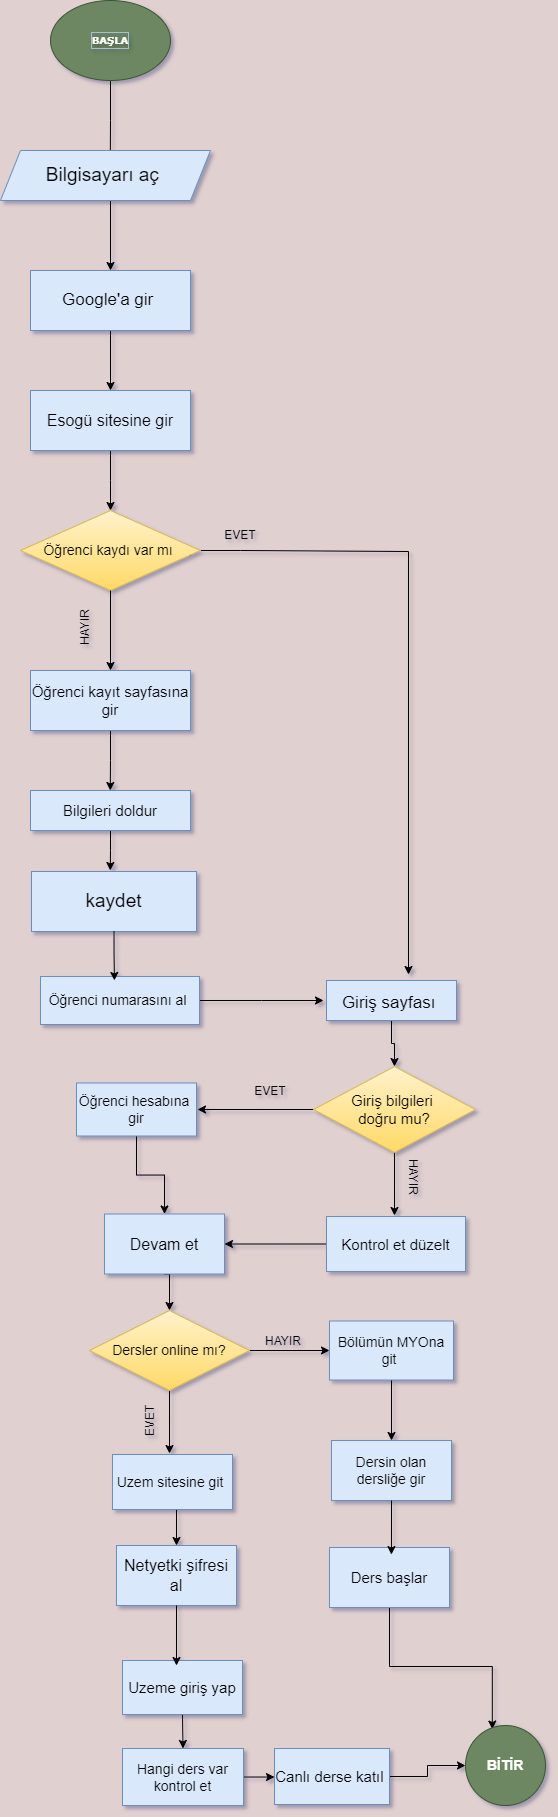 BAŞLA
Bilgisayarı aç
Google'a gir
Esogü sitesine gir
Öğrenci kaydı var mı
EVET
HAYIR
Öğrenci kayıt sayfasına
gir
Bilgileri doldur
kaydet
Öğrenci numarasını al
Giriş sayfası
Giriş bilgileri
doğru mu?
EVET
Öğrenci hesabına
gir
HAYIR
Devam et
Kontrol et düzelt
Dersler online mı?
HAYIR
Bölümün MYOna
git
EVET
Dersin olan
dersliğe gir
Uzem sitesine git
Netyetki şifresi
al
Ders başlar
Uzeme giriş yap
Hangi ders var
kontrol et
Canlı derse katıl
BİTİR